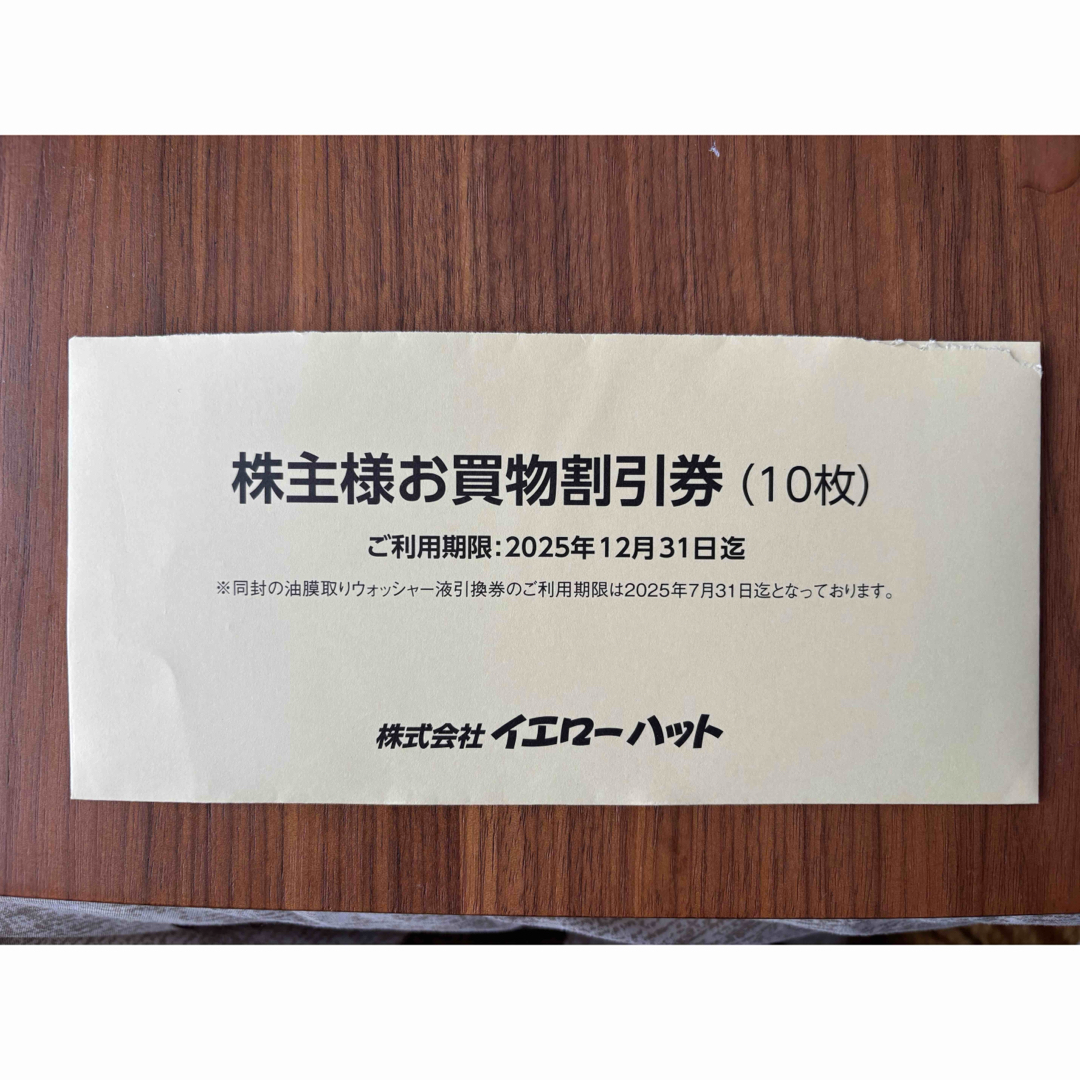 株主様お買物割引券（10枚）
ご利用期限：2025年12月31日迄
※同封の油膜取りウォッシャー液引換券のご利用期限は2025年7月31日迄となっております。
株式会社イエローハット